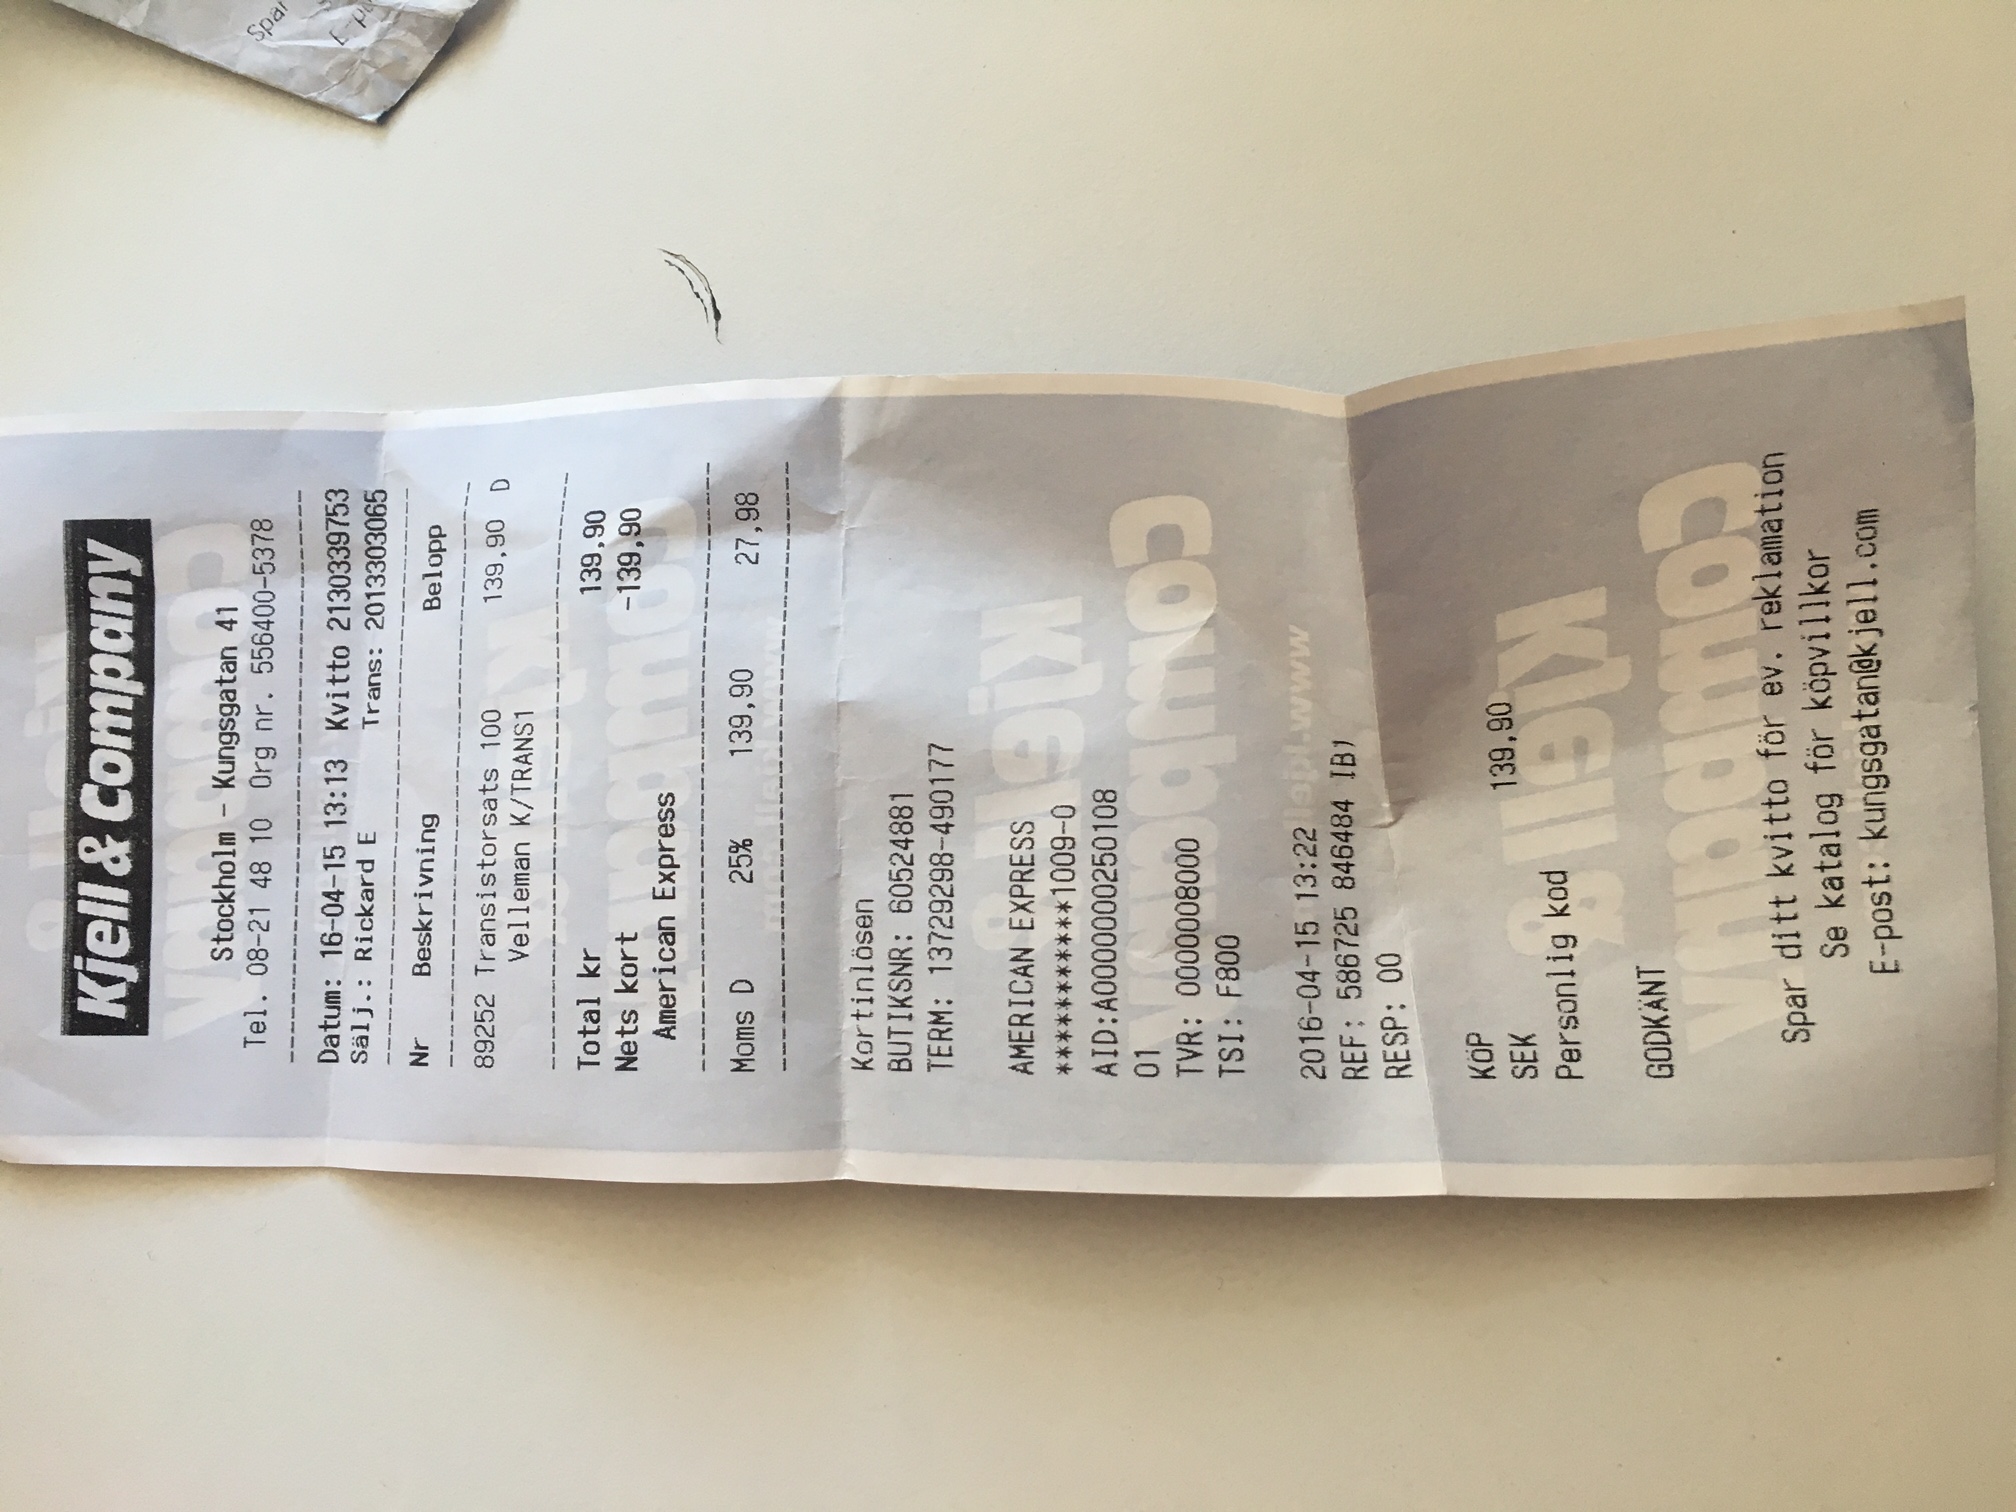 Kjell & Company
Stockholm - Kungsgatan 41
Tel. 08-21 48 10 Org nr. 556400-5378
Datum: 16-04-15 13:13 Kvitto 2130339753
Sälj.: Rickard E Trans: 2013303065
Nr Beskrivning Belopp
89252 Transistorsats 100 139,90 D
Velleman K/TRANS1
Total kr 139,90
Nets kort -139,90
American Express
Moms D 25% 139,90 27,98
Kortinlösen
BUTIKSNR: 60524881
TERM: 13729298-490177
AMERICAN EXPRESS
***********1009-0
AID:A0000000250108
01
TVR: 0000008000
TSI: F800
2016-04-15 13:22
REF: 586725 846484 IB1
RESP: 00
KÖP
SEK 139,90
Personlig kod
GODKÄNT
Spar ditt kvitto för ev. reklamation
Se katalog för köpvillkor
E-post: kungsgatan@kjell.com
Spar